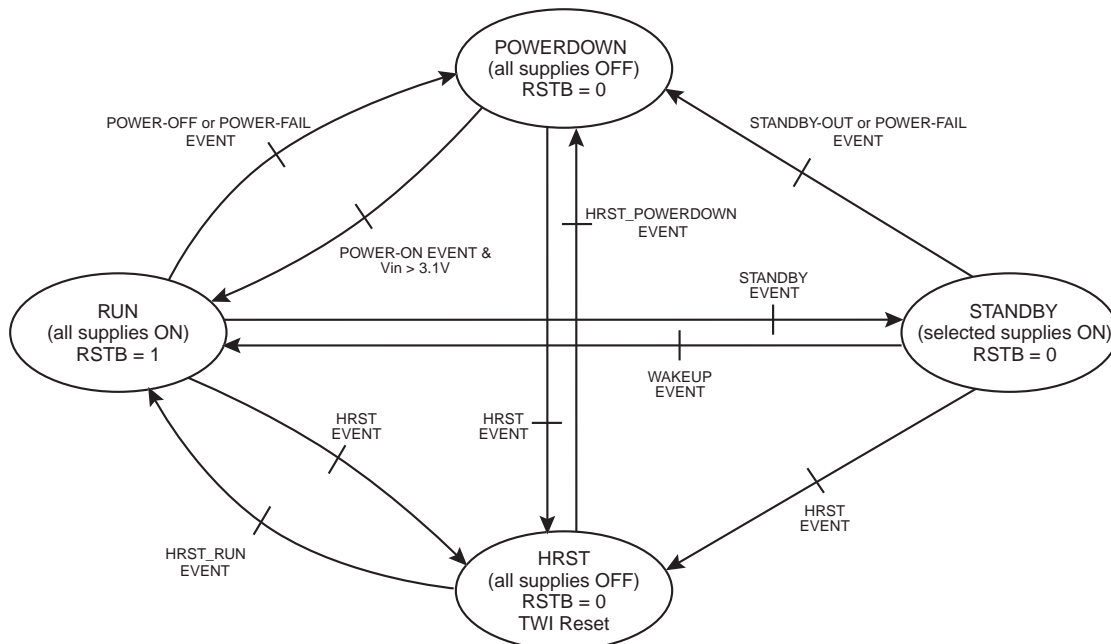 POWERDOWN
(all supplies OFF)
RSTB = 0
POWER-OFF or POWER-FAIL
EVENT
STANDBY-OUT or POWER-FAIL
EVENT
HRST_POWERDOWN
EVENT
POWER-ON EVENT &
Vin > 3.1V
STANDBY
EVENT
RUN
(all supplies ON)
RSTB = 1
STANDBY
(selected supplies ON)
RSTB = 0
WAKEUP
EVENT
HRST
EVENT
HRST
EVENT
HRST
EVENT
HRST_RUN
EVENT
HRST
(all supplies OFF)
RSTB = 0
TWI Reset